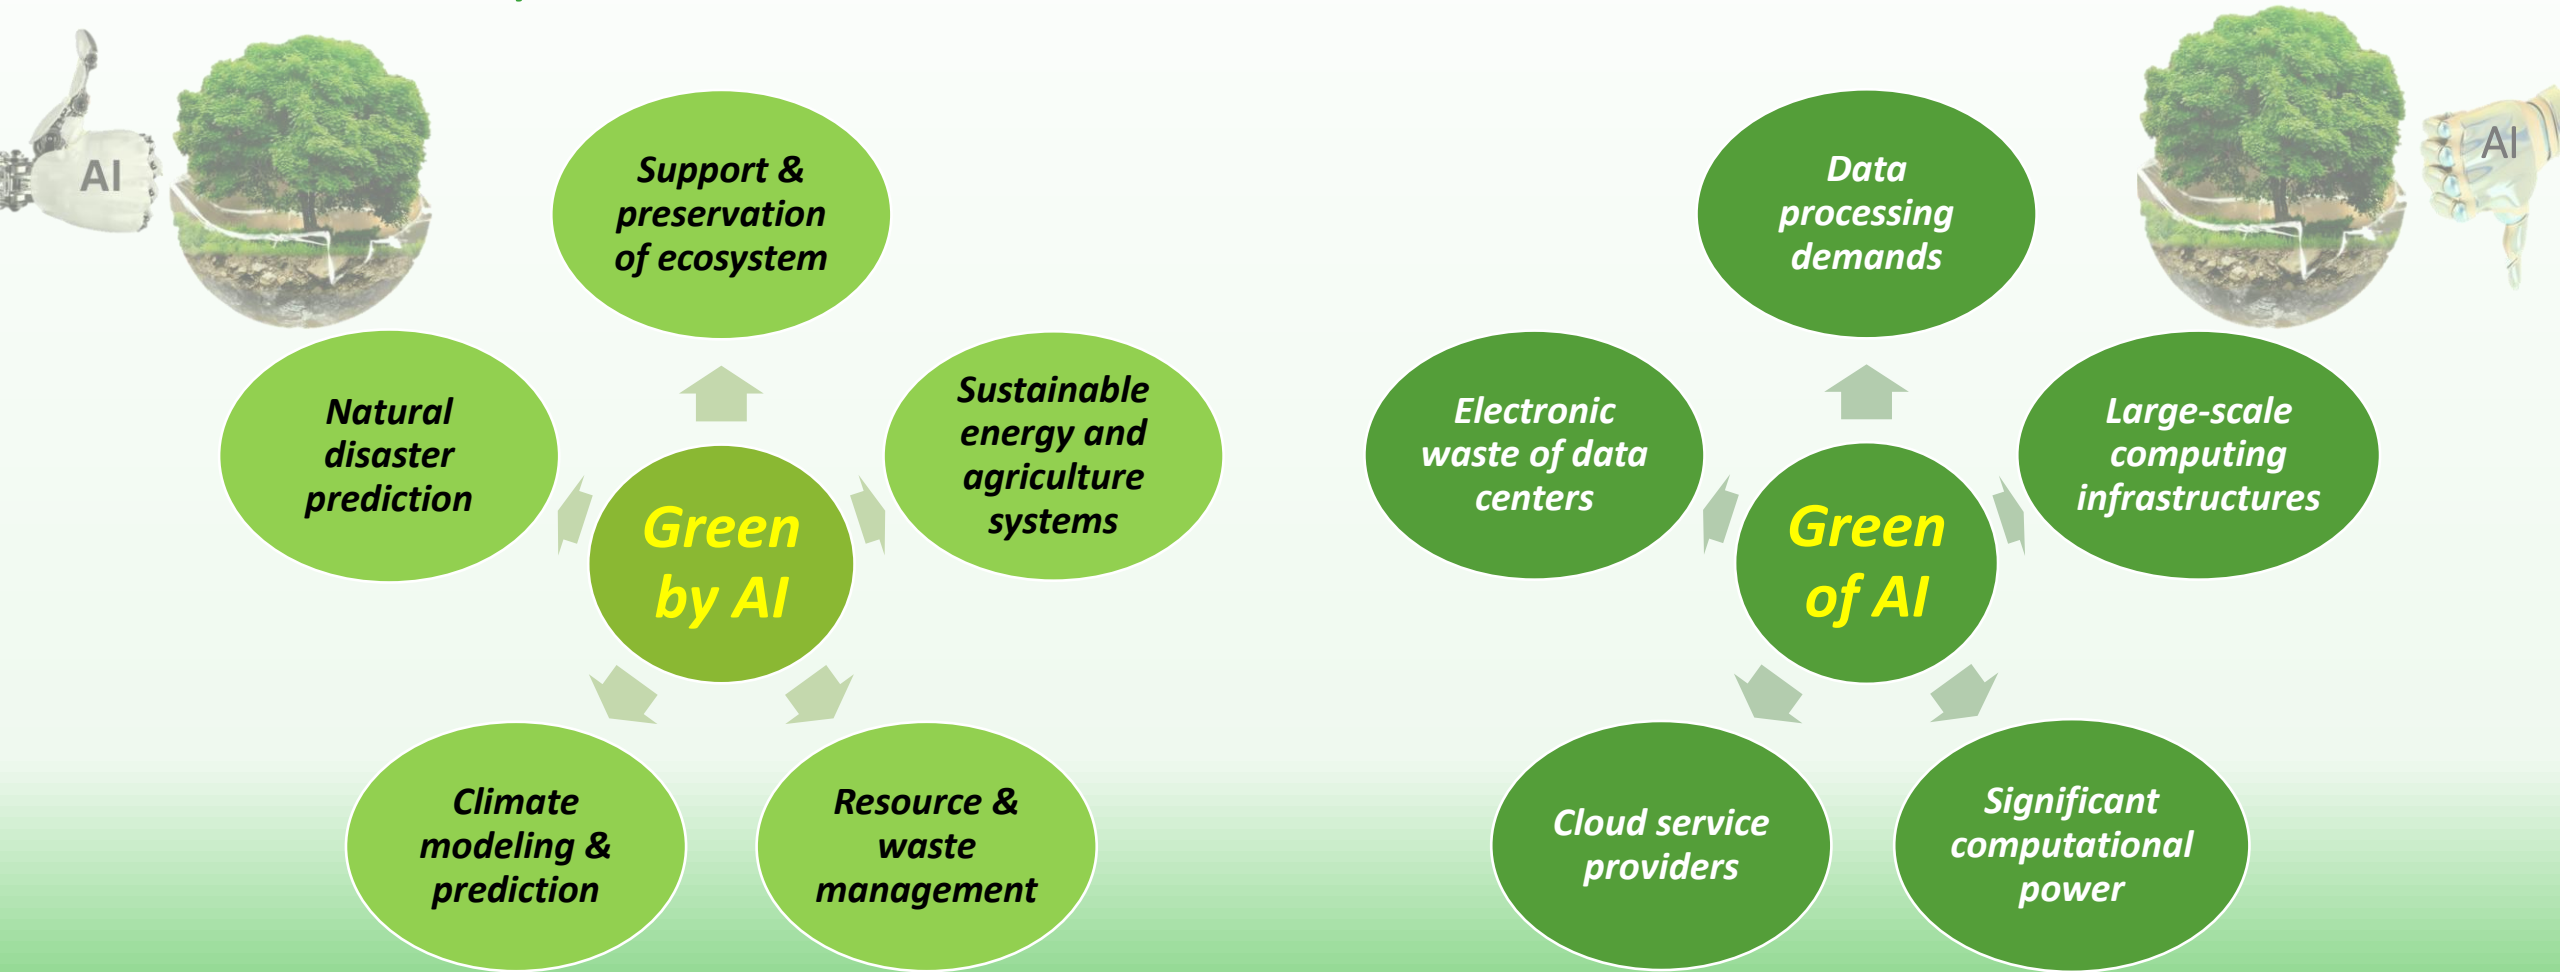 AI
Support &
preservation
of ecosystem
Natural
disaster
prediction
Sustainable
energy and
agriculture
systems
Green
by AI
Climate
modeling &
prediction
Resource &
waste
management
AI
Data
processing
demands
Electronic
waste of data
centers
Large-scale
computing
infrastructures
Green
of AI
Cloud service
providers
Significant
computational
power